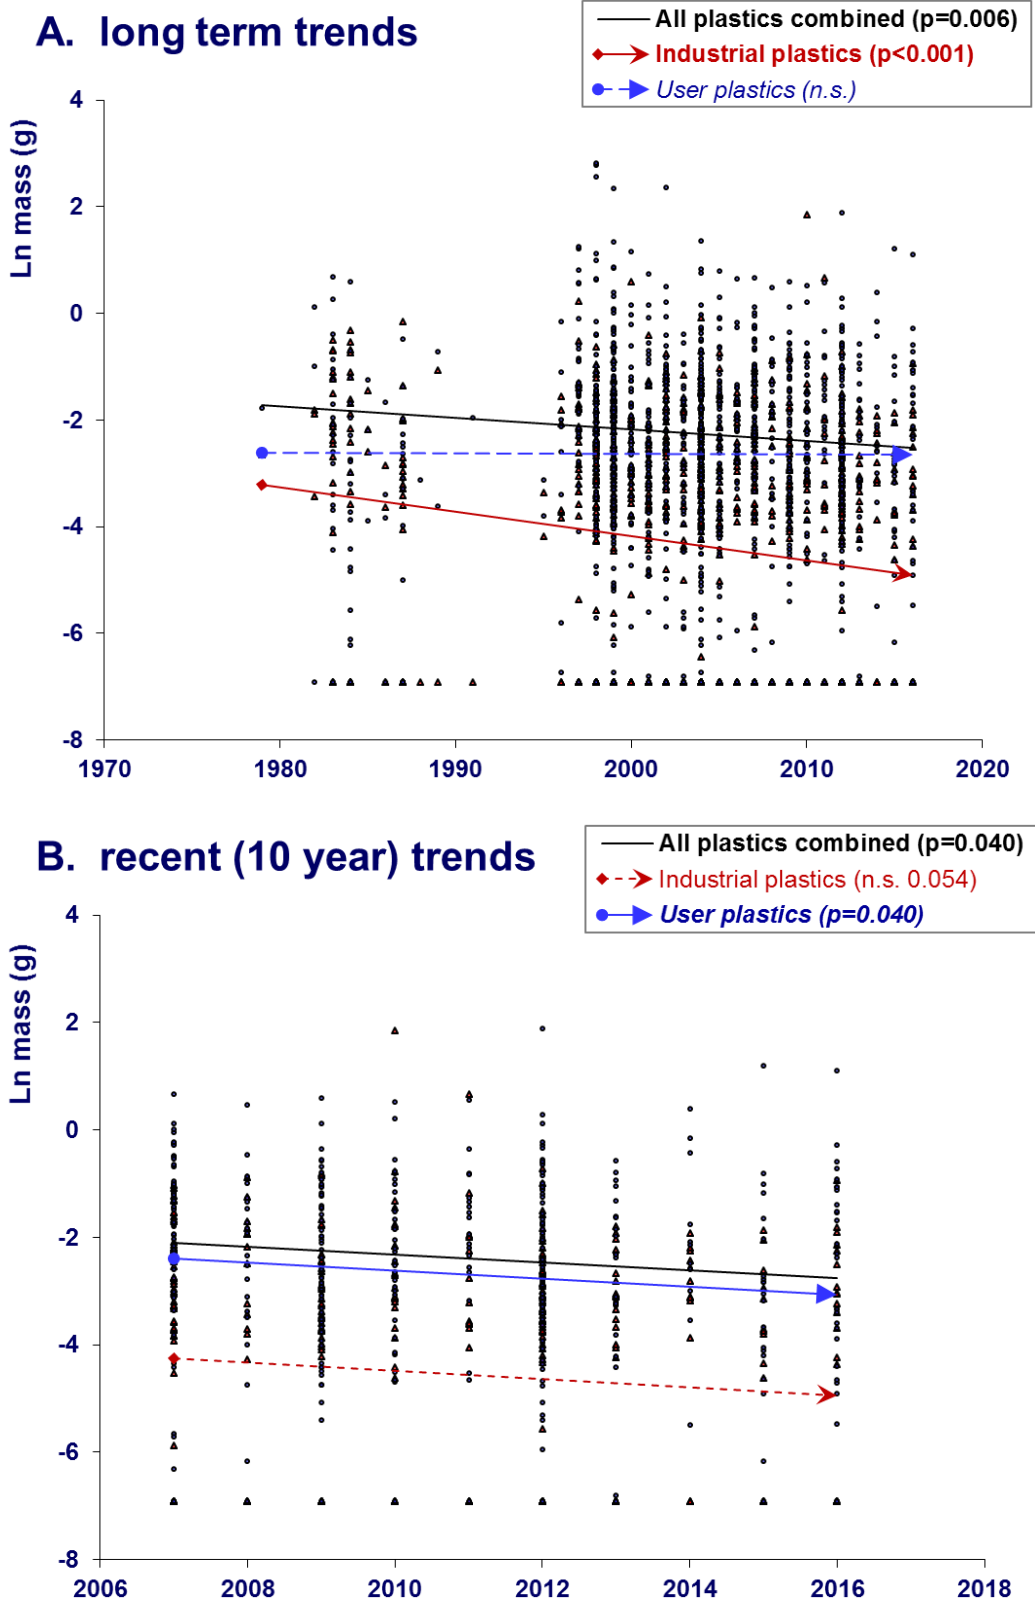 A. long term trends
All plastics combined (p=0.006)
Industrial plastics (p<0.001)
User plastics (n.s.)
Ln mass (g)
4
2
0
-2
-4
-6
-8
1970 1980 1990 2000 2010 2020
B. recent (10 year) trends
All plastics combined (p=0.040)
Industrial plastics (n.s. 0.054)
User plastics (p=0.040)
Ln mass (g)
4
2
0
-2
-4
-6
-8
2006 2008 2010 2012 2014 2016 2018